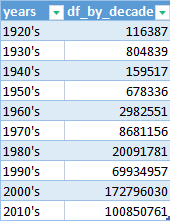 years df_by_decade
1920's 116387
1930's 804839
1940's 159517
1950's 678336
1960's 2982551
1970's 8681156
1980's 20091781
1990's 69934957
2000's 172796030
2010's 100850761